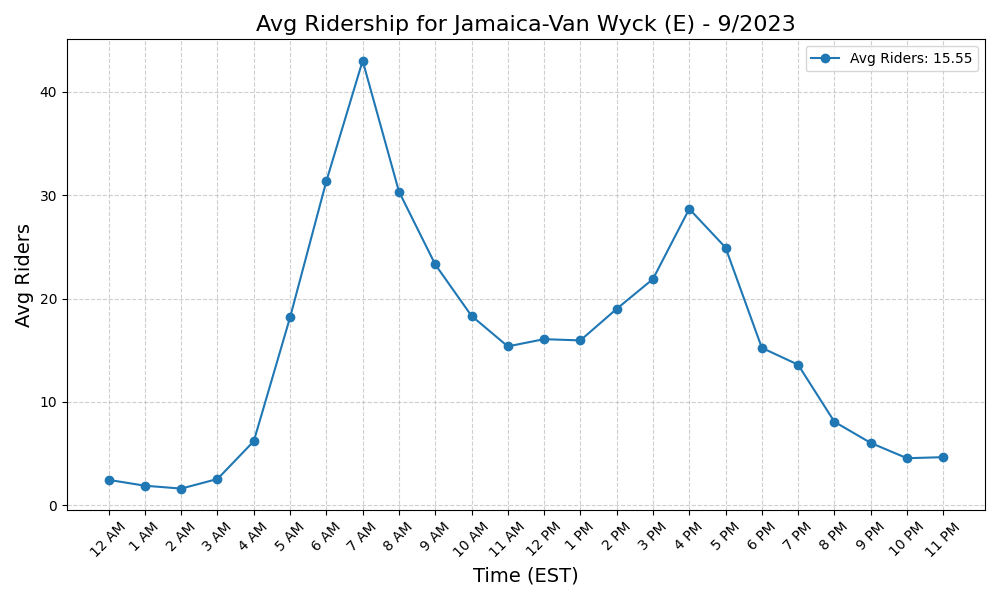 Avg Ridership for Jamaica-Van Wyck (E) - 9/2023
Avg Riders: 15.55
Avg Riders
40
30
20
10
0
12 AM
1 AM
2 AM
3 AM
4 AM
5 AM
6 AM
7 AM
8 AM
9 AM
10 AM
11 AM
12 PM
1 PM
2 PM
3 PM
4 PM
5 PM
6 PM
7 PM
8 PM
9 PM
10 PM
11 PM
Time (EST)